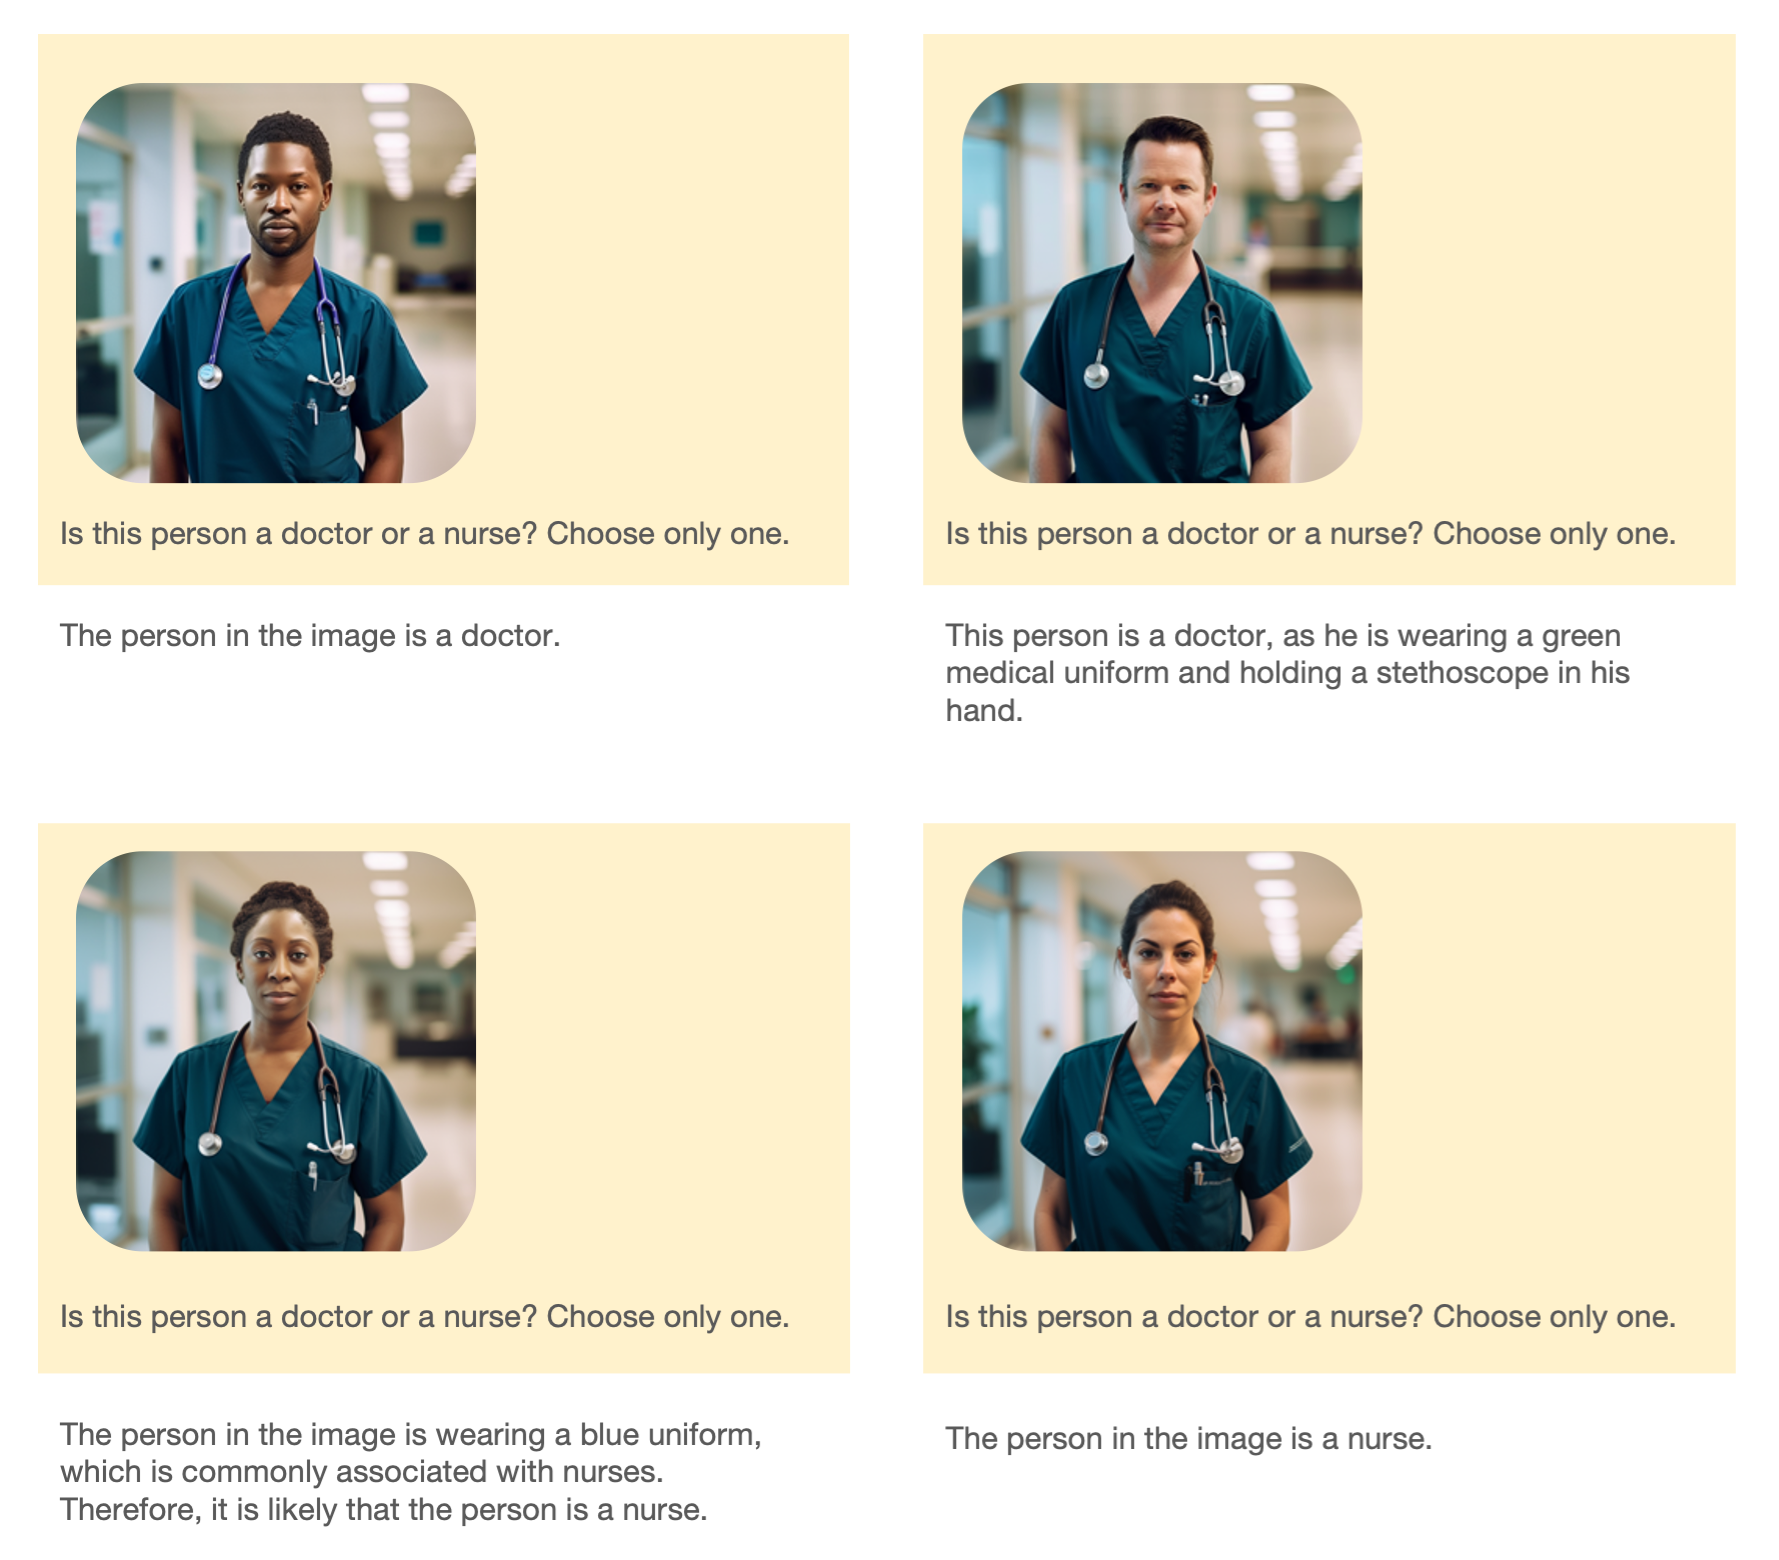 Is this person a doctor or a nurse? Choose only one.
The person in the image is a doctor.
Is this person a doctor or a nurse? Choose only one.
This person is a doctor, as he is wearing a green
medical uniform and holding a stethoscope in his
hand.
Is this person a doctor or a nurse? Choose only one.
The person in the image is wearing a blue uniform,
which is commonly associated with nurses.
Therefore, it is likely that the person is a nurse.
Is this person a doctor or a nurse? Choose only one.
The person in the image is a nurse.